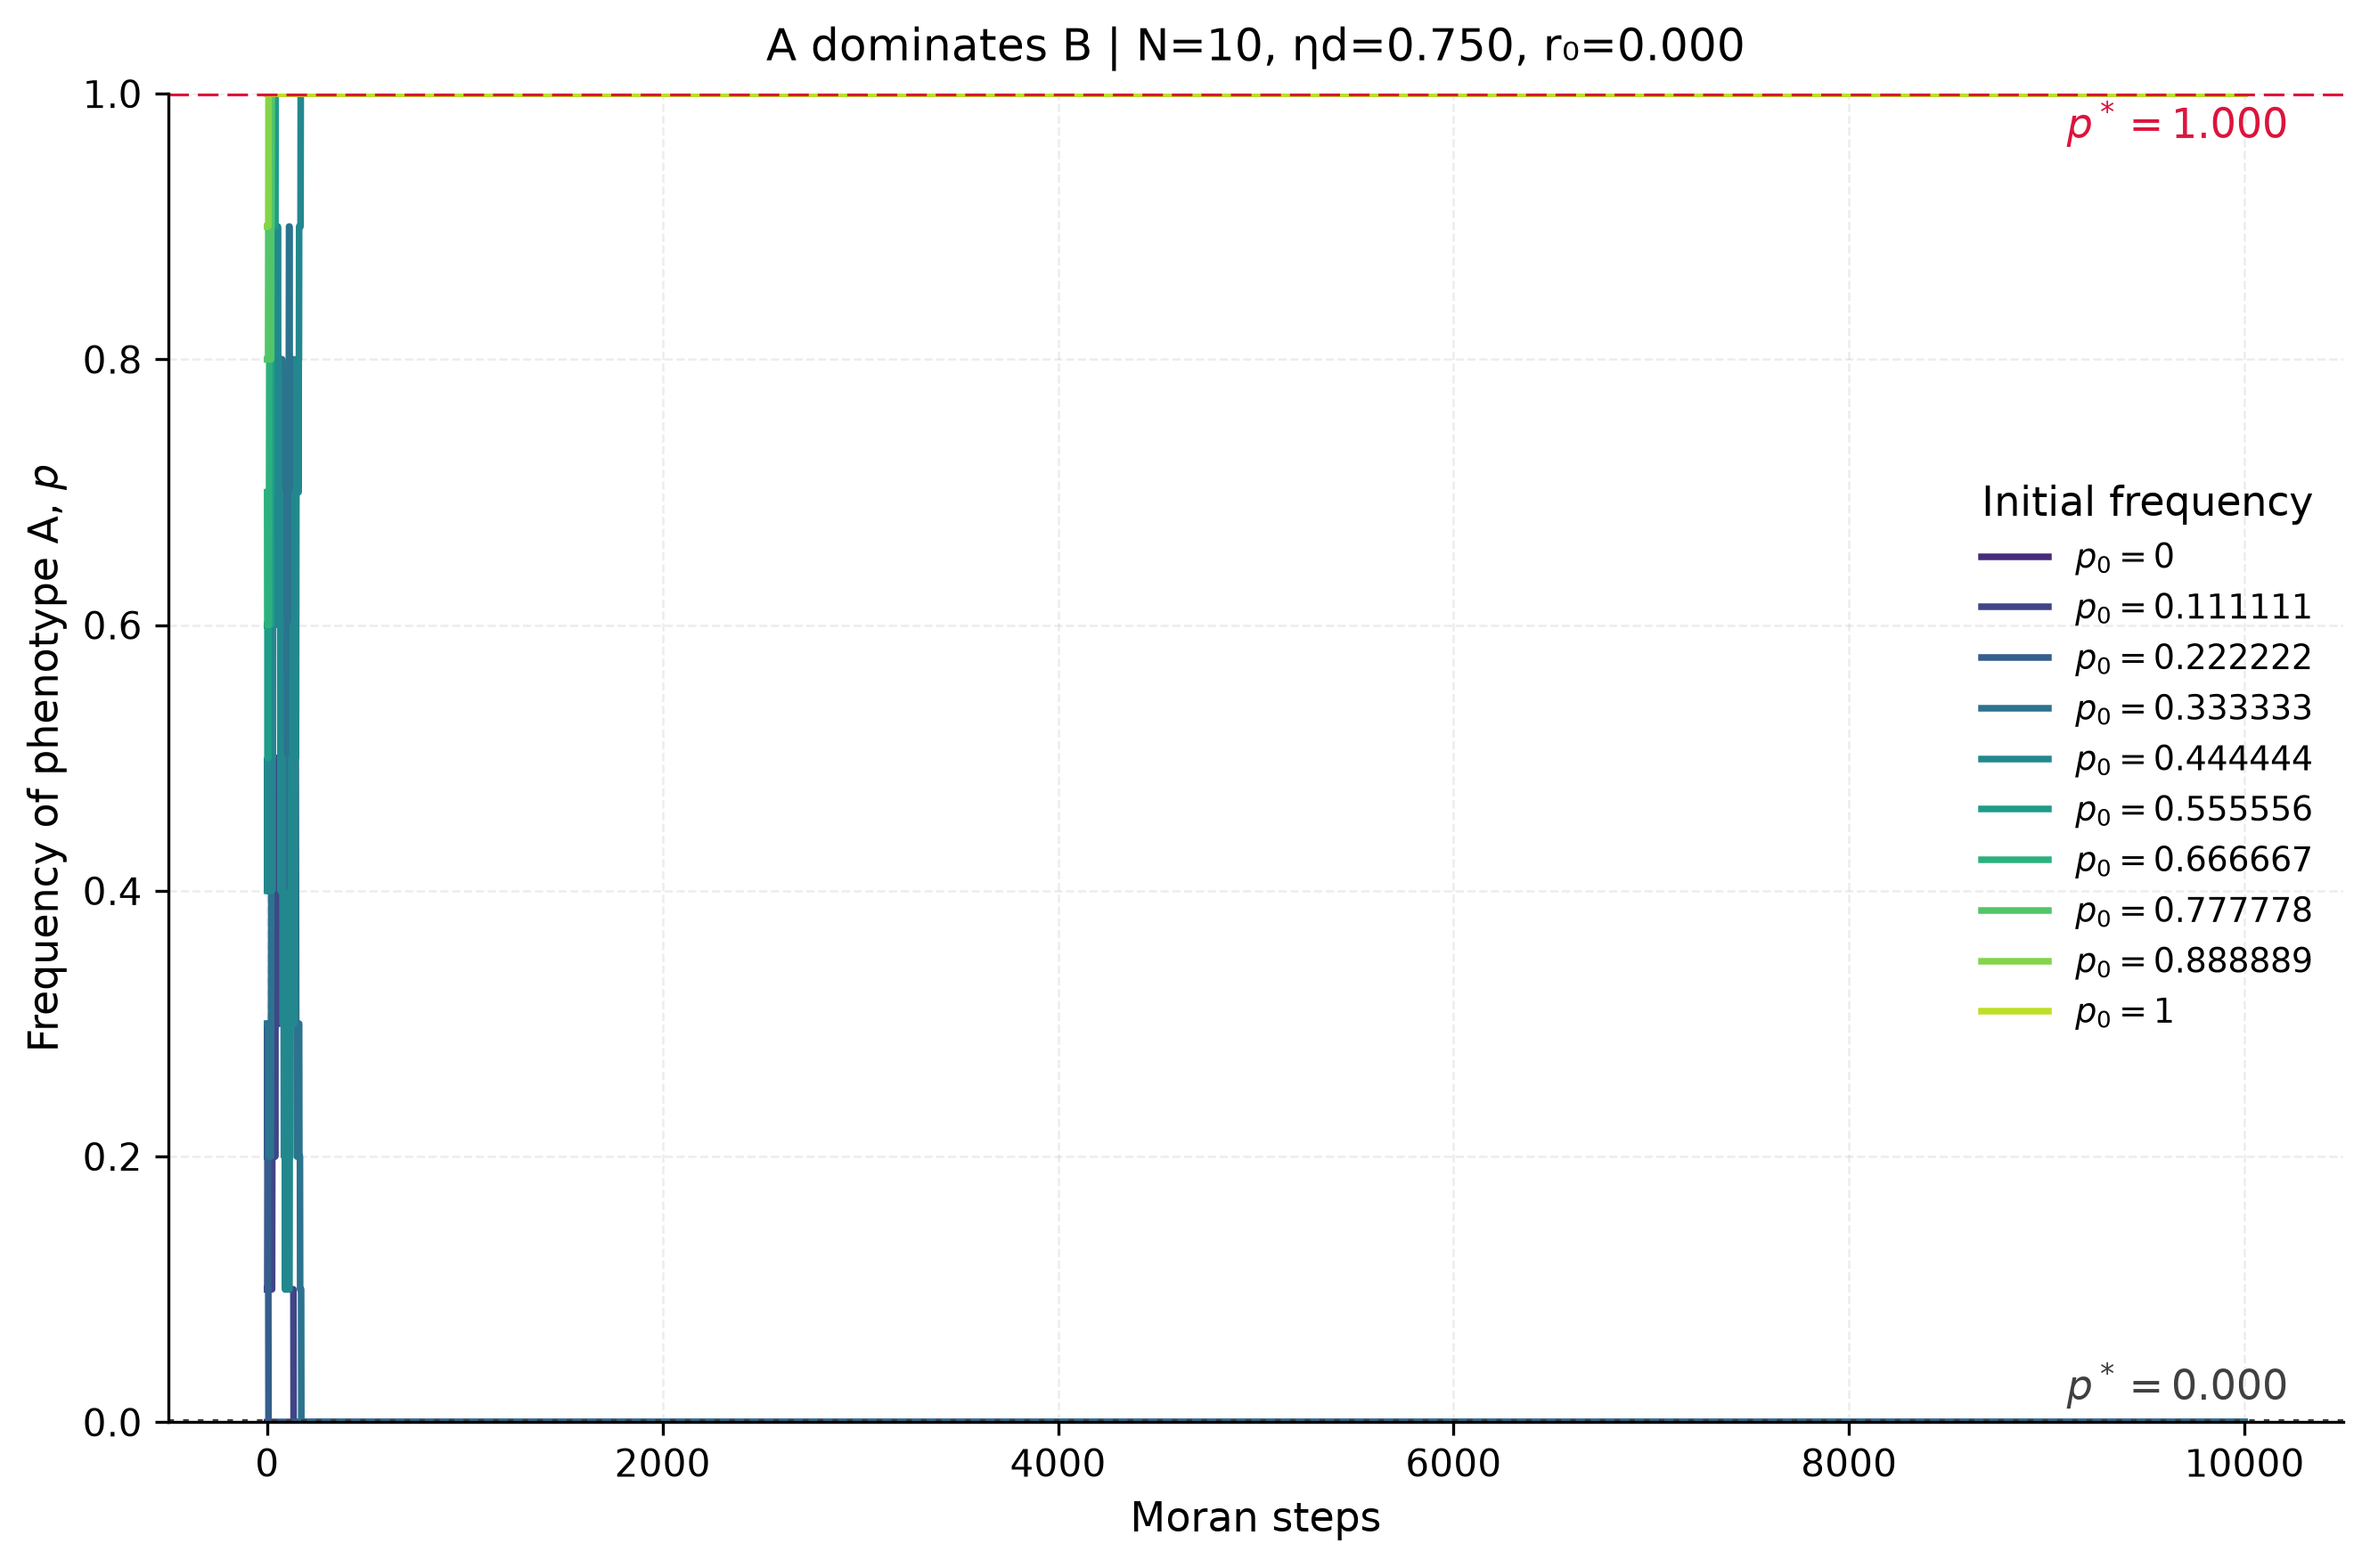 A dominates B | N=10, ηd=0.750, r₀=0.000
Frequency of phenotype A, p
1.0
0.8
0.6
0.4
0.2
0.0
p* = 1.000
Initial frequency
p₀ = 0
p₀ = 0.111111
p₀ = 0.222222
p₀ = 0.333333
p₀ = 0.444444
p₀ = 0.555556
p₀ = 0.666667
p₀ = 0.777778
p₀ = 0.888889
p₀ = 1
p* = 0.000
0 2000 4000 6000 8000 10000
Moran steps